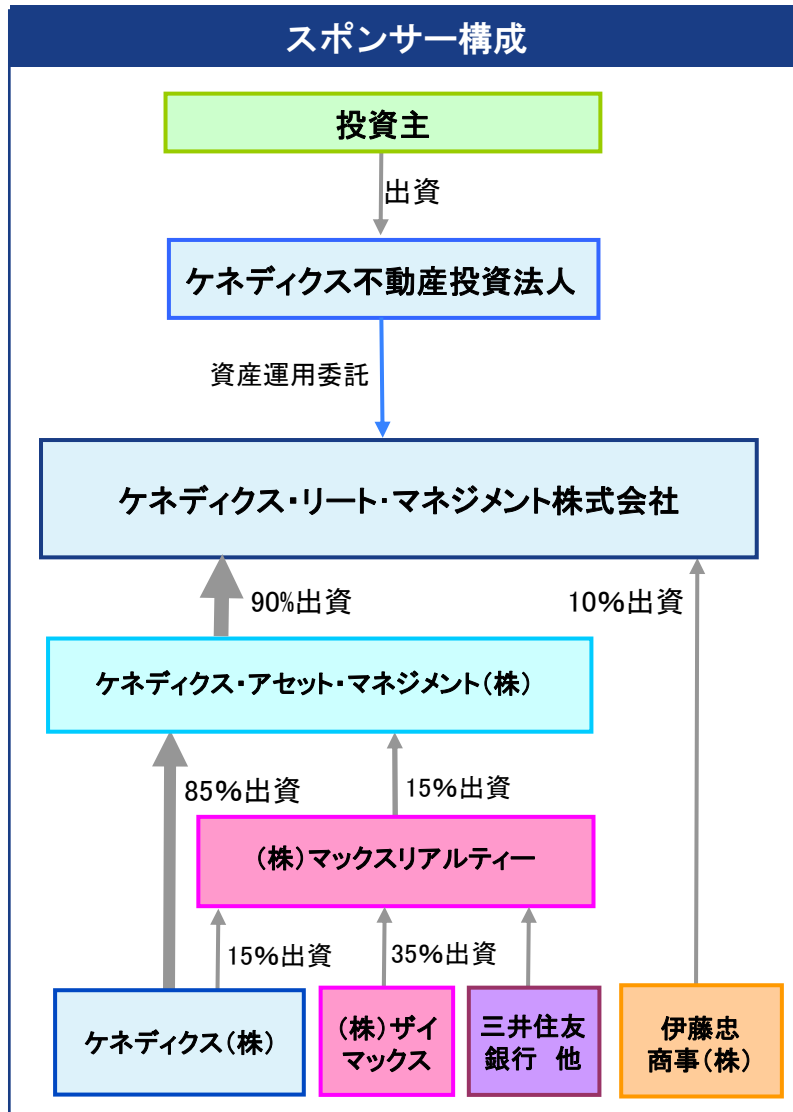 スポンサー構成
投資主
出資
ケネディクス不動産投資法人
資産運用委託
ケネディクス・リート・マネジメント株式会社
90%出資
10%出資
ケネディクス・アセット・マネジメント(株)
85%出資
15%出資
(株)マックスリアルティー
15%出資
35%出資
ケネディクス(株)
(株)ザイ
マックス
三井住友
銀行 他
伊藤忠
商事(株)